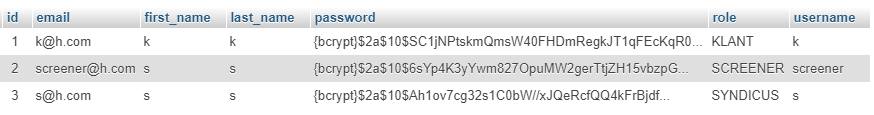 id email first_name last_name password role username
1 k@h.com k k {bcrypt}$2a$10$SC1jNPtskmQmsW40FHDmRegkJT1qFEcKqR0... KLANT k
2 screener@h.com s s {bcrypt}$2a$10$6sYp4K3yYwm827OpuMW2gerTtjZH15vbzpG... SCREENER screener
3 s@h.com s s {bcrypt}$2a$10$Ah1ov7cg32s1C0bW//xJQeRcfQQ4kFrBjdf... SYNDICUS s